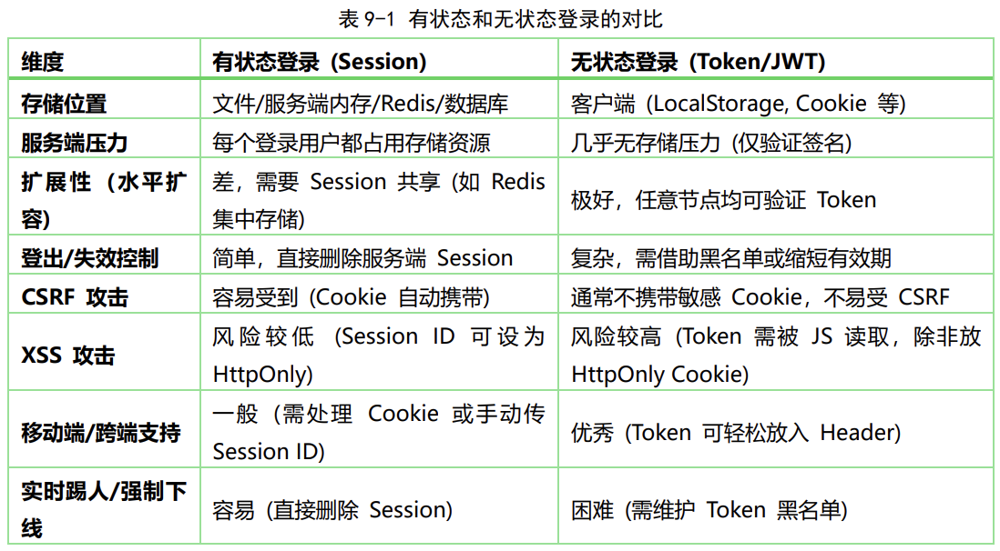 表 9-1 有状态和无状态登录的对比
维度 有状态登录 (Session) 无状态登录 (Token/JWT)
存储位置 文件/服务端内存/Redis/数据库 客户端 (LocalStorage, Cookie 等)
服务端压力 每个登录用户都占用存储资源 几乎无存储压力 (仅验证签名)
扩展性 (水平扩
容)
差，需要 Session 共享 (如 Redis
集中存储)
极好，任意节点均可验证 Token
登出/失效控制 简单，直接删除服务端 Session 复杂，需借助黑名单或缩短有效期
CSRF 攻击 容易受到 (Cookie 自动携带) 通常不携带敏感 Cookie，不易受 CSRF
XSS 攻击
风险较低 (Session ID 可设为
HttpOnly)
风险较高 (Token 需被 JS 读取，除非放
HttpOnly Cookie)
移动端/跨端支持
一般 (需处理 Cookie 或手动传
Session ID)
优秀 (Token 可轻松放入 Header)
实时踢人/强制下
线
容易 (直接删除 Session)
困难 (需维护 Token 黑名单)